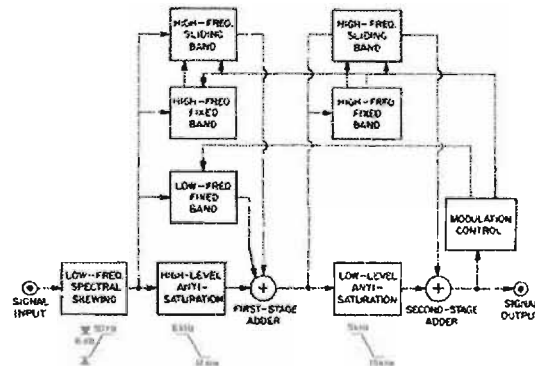 HIGH-FREQ.
SLIDING
BAND
HIGH-FREQ.
SLIDING
BAND
HIGH-FREQ
FIXED
BAND
HIGH-FREQ
FIXED
BAND
LOW-FREQ
FIXED
BAND
MODULATION
CONTROL
LOW-FREQ.
SPECTRAL
SKEWING
HIGH-LEVEL
ANTI-
SATURATION
LOW-LEVEL
ANTI-
SATURATION
SIGNAL
INPUT
FIRST-STAGE
ADDER
SECOND-STAGE
ADDER
SIGNAL
OUTPUT